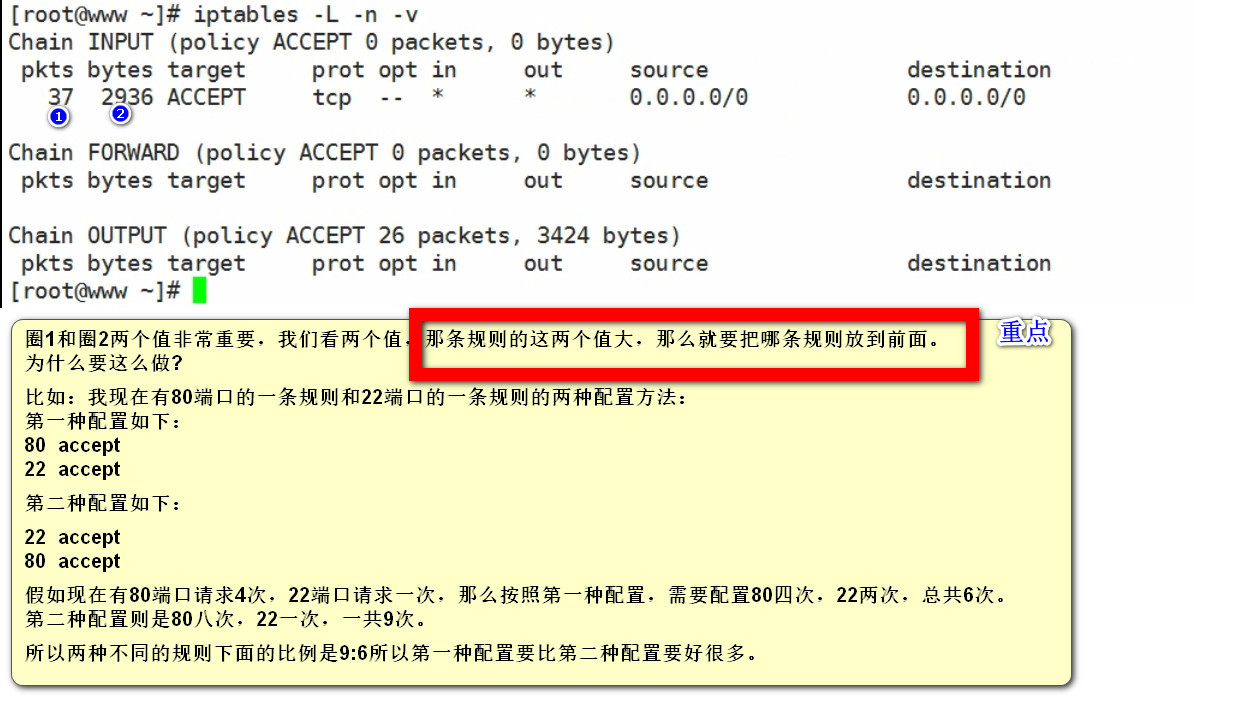 [root@www ~]# iptables -L -n -v
Chain INPUT (policy ACCEPT 0 packets, 0 bytes)
pkts bytes target prot opt in out source destination
37 2936 ACCEPT tcp -- * * 0.0.0.0/0 0.0.0.0/0
1 2
Chain FORWARD (policy ACCEPT 0 packets, 0 bytes)
pkts bytes target prot opt in out source destination
Chain OUTPUT (policy ACCEPT 26 packets, 3424 bytes)
pkts bytes target prot opt in out source destination
[root@www ~]#
圈1和圈2两个值非常重要，我们看两个值，那条规则的这两个值大，那么就要把哪条规则放到前面。
重点
为什么要这么做?
比如：我现在有80端口的一条规则和22端口的一条规则的两种配置方法：
第一种配置如下：
80 accept
22 accept
第二种配置如下：
22 accept
80 accept
假如现在有80端口请求4次，22端口请求一次，那么按照第一种配置，需要配置80四次，22两次，总共6次。
第二种配置则是80八次，22一次，一共9次。
所以两种不同的规则下面的比例是9:6所以第一种配置要比第二种配置要好很多。